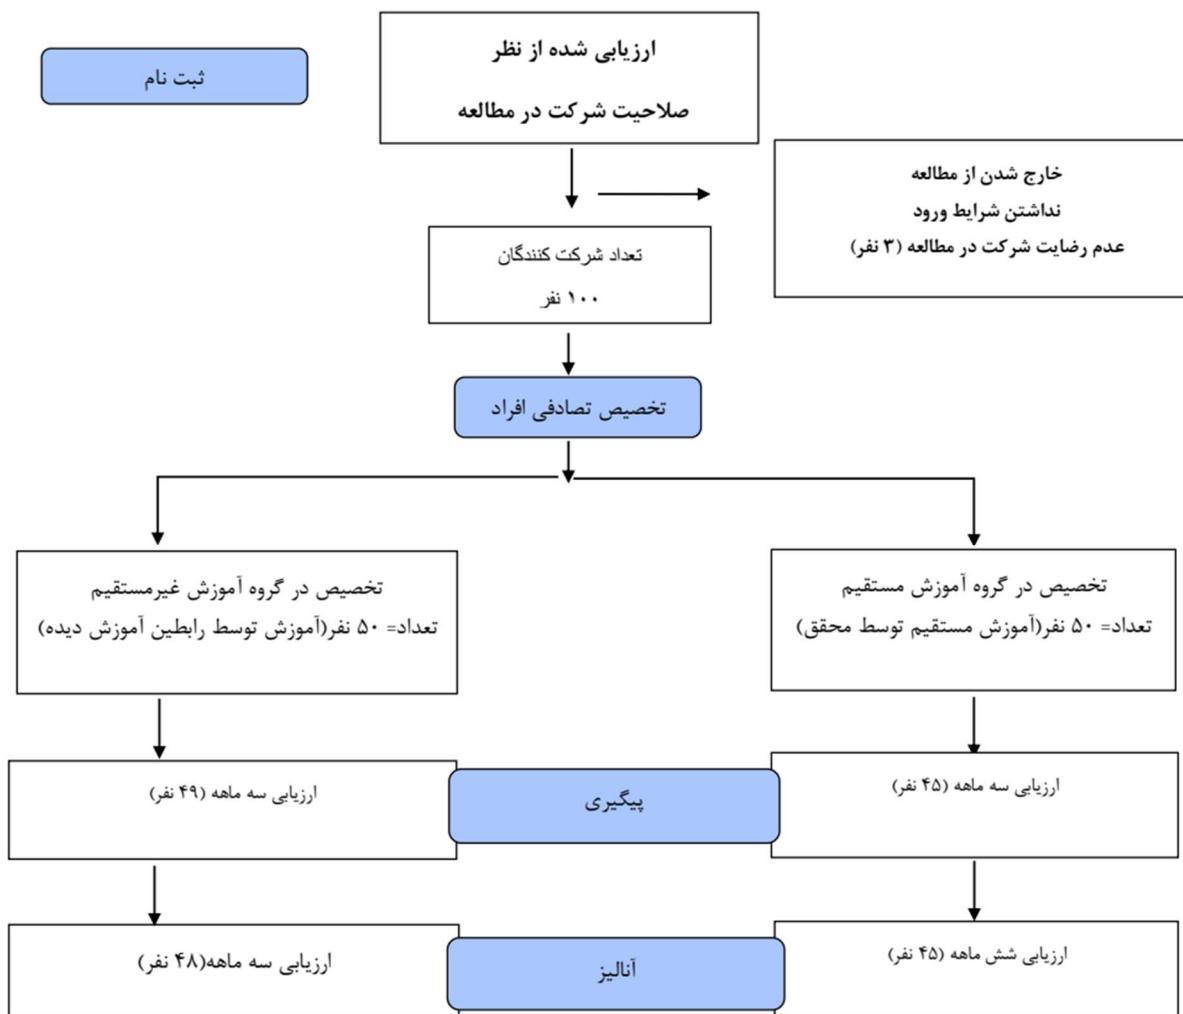 ارزیابی شده از نظر
صلاحیت شرکت در مطالعه
ثبت نام
خارج شدن از مطالعه
نداشتن شرایط ورود
عدم رضایت شرکت در مطالعه (۳ نفر)
تعداد شرکت کنندگان
۱۰۰ نفر
تخصیص تصادفی افراد
تخصیص در گروه آموزش مستقیم
تعداد= ۵۰ نفر(آموزش مستقیم توسط محقق)
تخصیص در گروه آموزش غیرمستقیم
تعداد= ۵۰ نفر(آموزش توسط رابطین آموزش دیده)
ارزیابی سه ماهه (۴۵ نفر)
پیگیری
ارزیابی سه ماهه (۴۹ نفر)
ارزیابی شش ماهه (۴۵ نفر)
آنالیز
ارزیابی سه ماهه(۴۸ نفر)